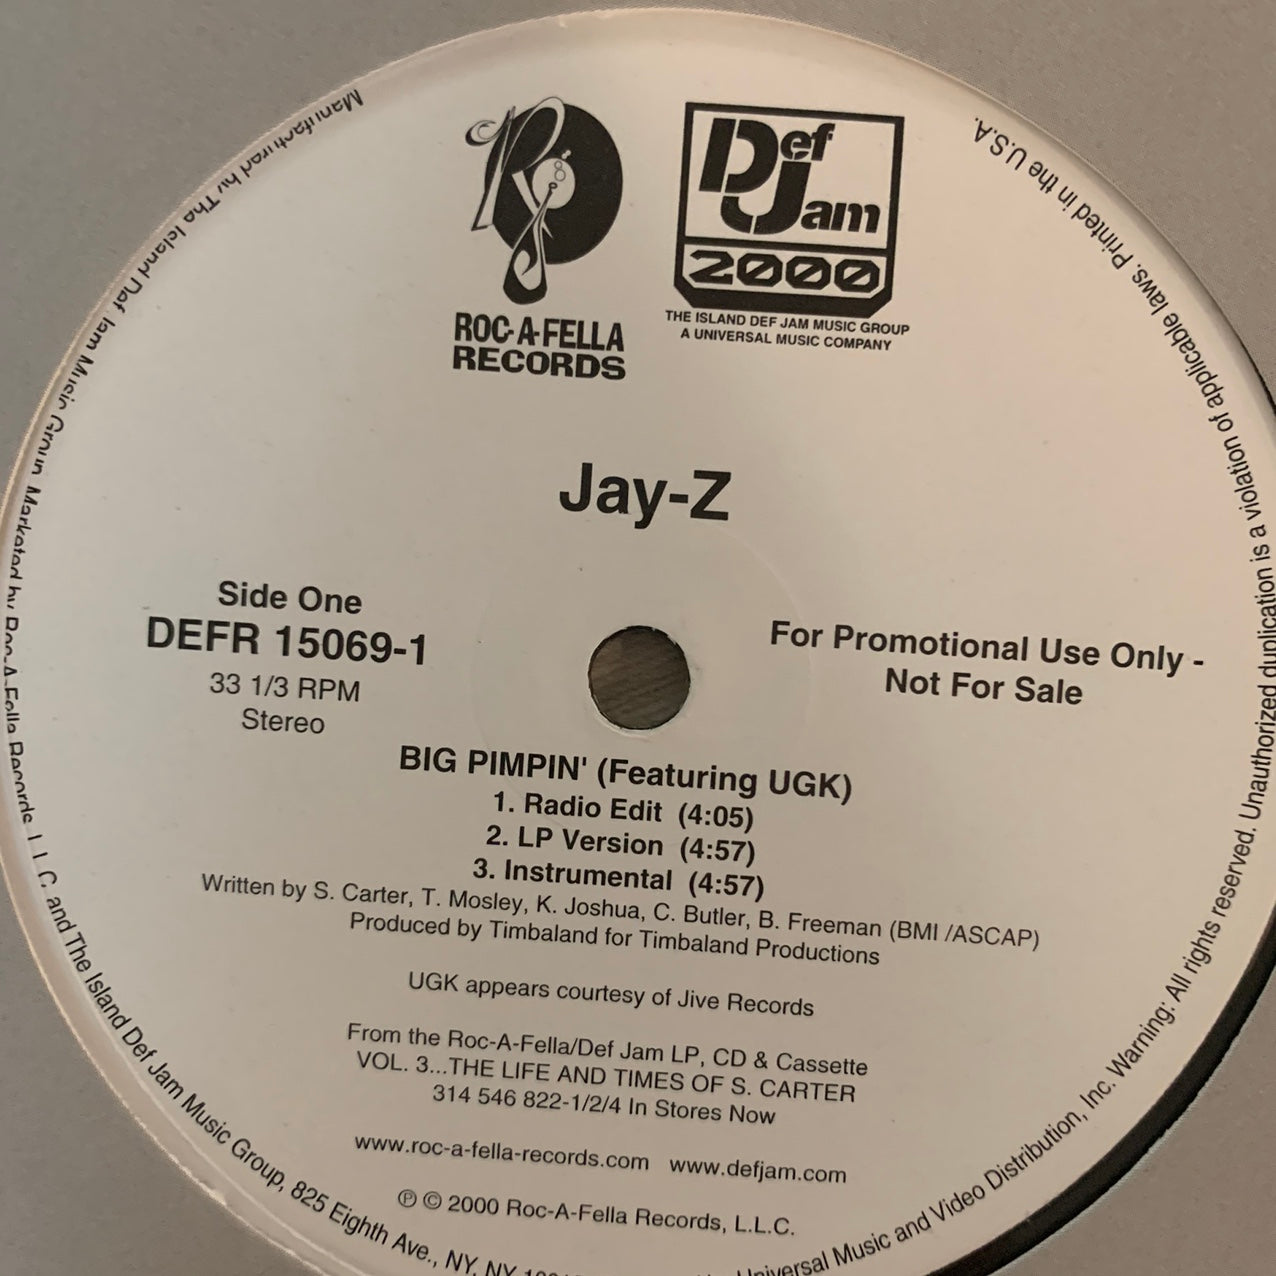 ROC-A-FELLA
RECORDS
Def Jam
2000
THE ISLAND DEF JAM MUSIC GROUP
A UNIVERSAL MUSIC COMPANY
Jay-Z
Side One
DEFR 15069-1
33 1/3 RPM
Stereo
For Promotional Use Only -
Not For Sale
BIG PIMPIN' (Featuring UGK)
1. Radio Edit (4:05)
2. LP Version (4:57)
3. Instrumental (4:57)
Written by S. Carter, T. Mosley, K. Joshua, C. Butler, B. Freeman (BMI /ASCAP)
Produced by Timbaland for Timbaland Productions
UGK appears courtesy of Jive Records
From the Roc-A-Fella/Def Jam LP, CD & Cassette
VOL. 3...THE LIFE AND TIMES OF S. CARTER
314 546 822-1/2/4 In Stores Now
www.roc-a-fella-records.com www.defjam.com
℗ © 2000 Roc-A-Fella Records, L.L.C.
Manufactured by The Island Def Jam Music Group. Marketed by Roc-A-Fella Records L.L.C. and The Island Def Jam Music Group, 825 Eighth Ave., NY, NY Universal Music and Video Distribution, Inc. Warning: All rights reserved. Unauthorized duplication is a violation of applicable laws. Printed in the U.S.A.